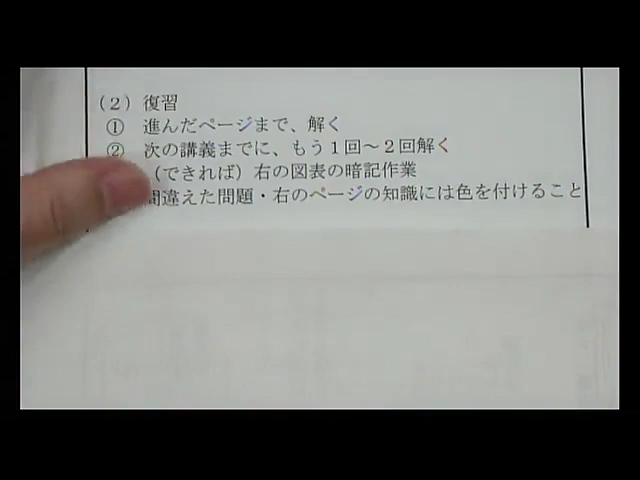 (2) 復習
① 進んだページまで、解く
② 次の講義までに、もう1回~2回解く
(できれば) 右の図表の暗記作業
間違えた問題・右のページの知識には色を付けること